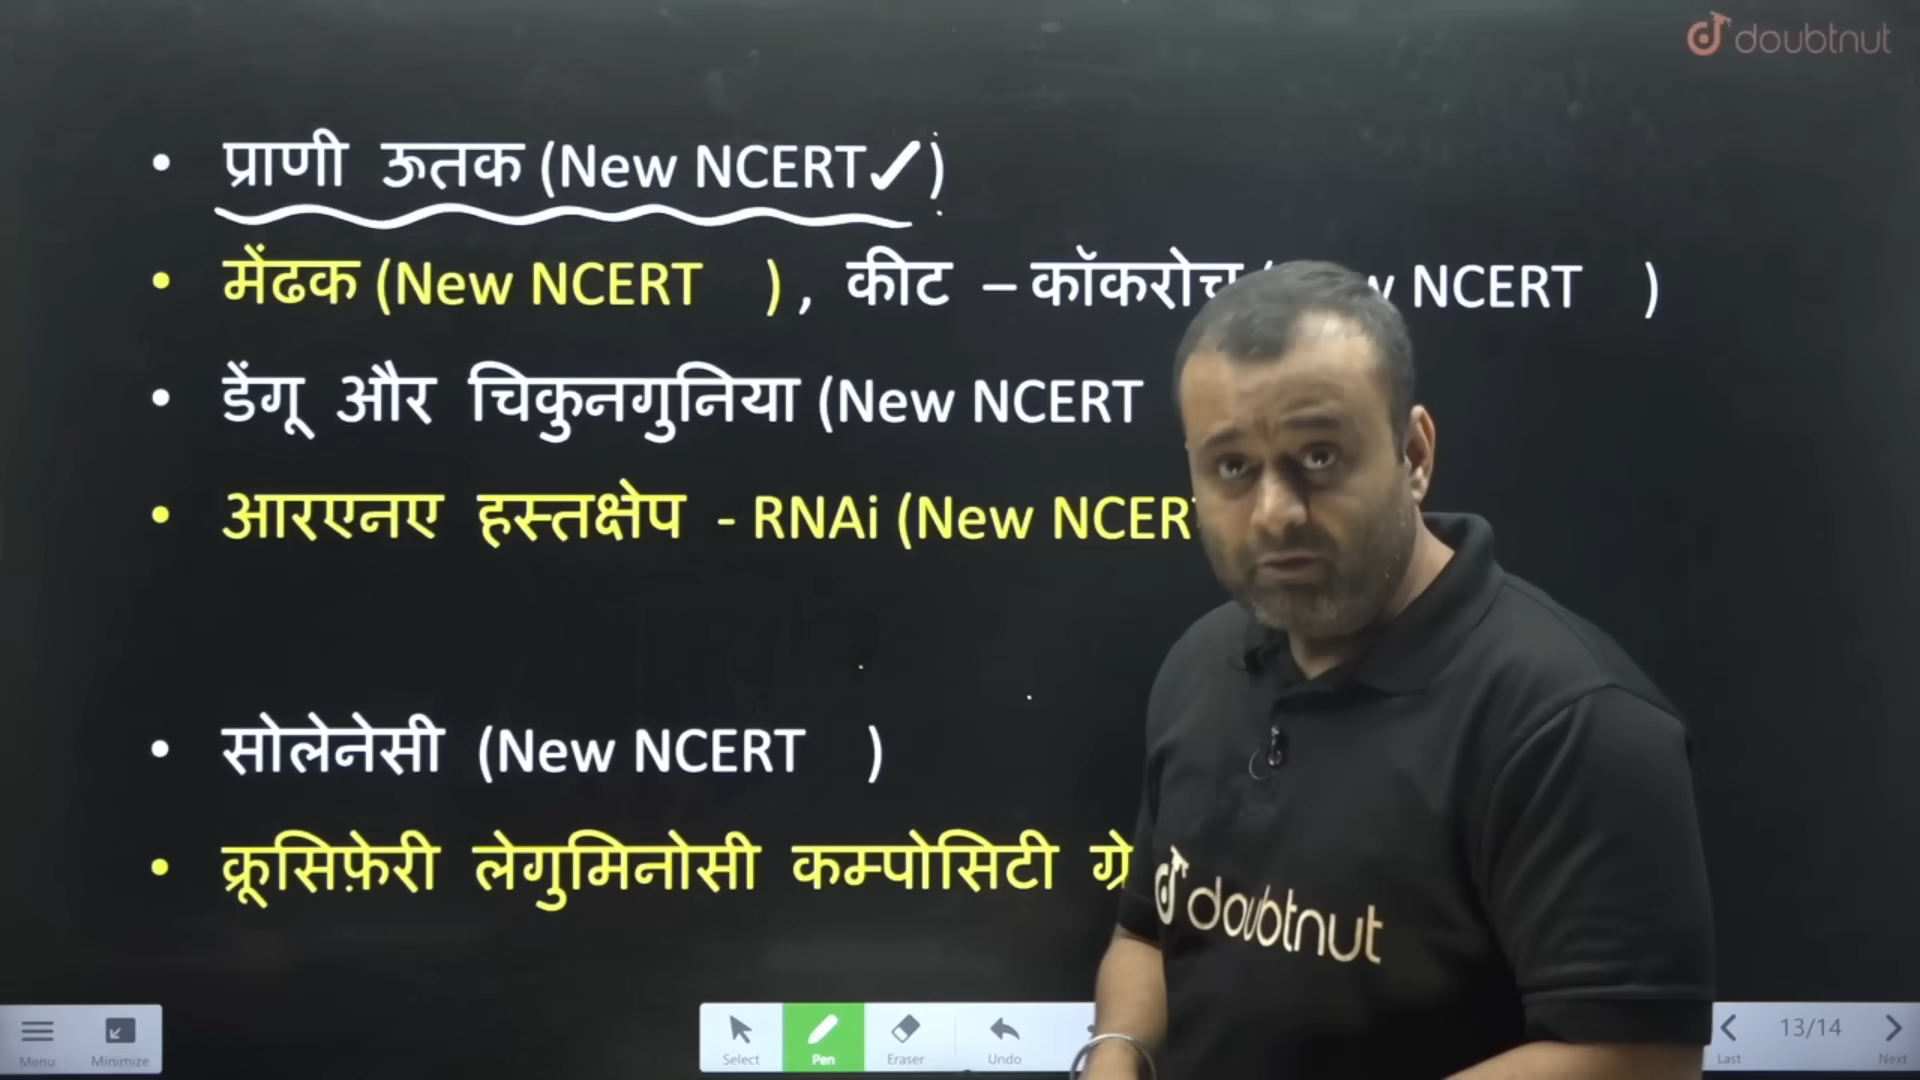 doubtnut
• प्राणी ऊतक (New NCERT✓)
• मेंढक (New NCERT ) , कीट – कॉकरोच NCERT )
• डेंगू और चिकुनगुनिया (New NCERT
• आरएनए हस्तक्षेप - RNAi (New
• सोलेनेसी (New NCERT )
• क्रूसिफ़ेरी लेगुमिनोसी कम्पोसिटी
doubtnut
Menu Minimize Select Pen Eraser Undo Last 13/14 Next